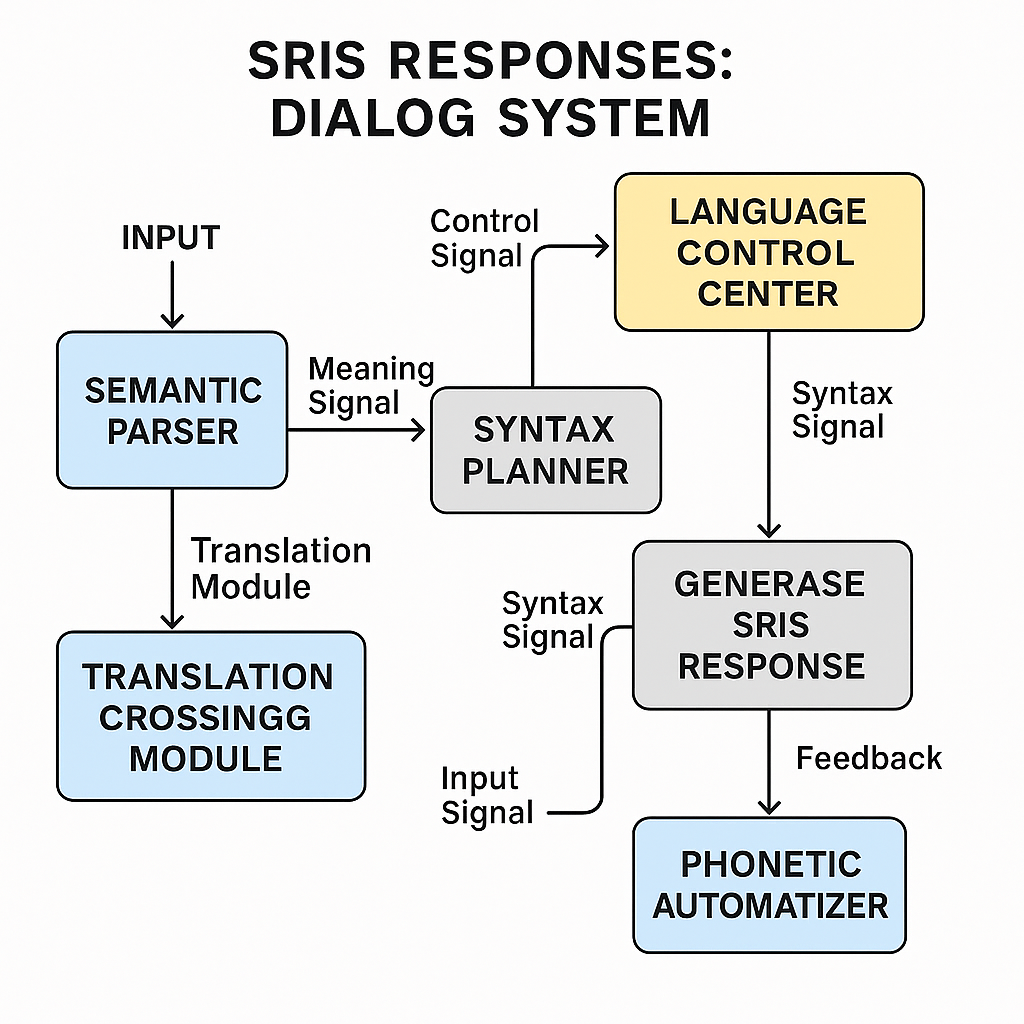 SRIS RESPONSES:
DIALOG SYSTEM
INPUT
SEMANTIC
PARSER
Meaning
Signal
SYNTAX
PLANNER
Control
Signal
LANGUAGE
CONTROL
CENTER
Syntax
Signal
Translation
Module
TRANSLATION
CROSSINGG
MODULE
GENERASE
SRIS
RESPONSE
Syntax
Signal
Input
Signal
Feedback
PHONETIC
AUTOMATIZER